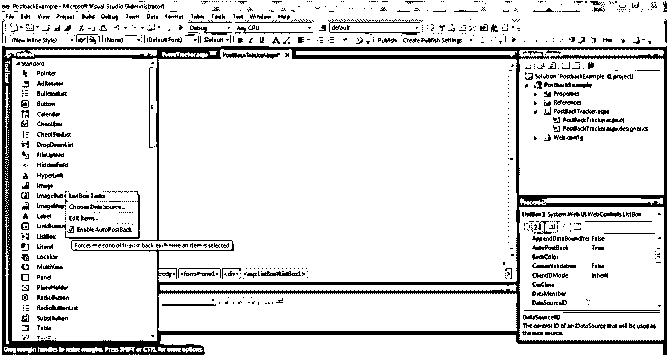 PostbackExample - Microsoft Visual Studio (Administrator)
File Edit View Project Build Debug Team Data Format Table Tools Test Window Help
Debug Any CPU default
(New Inline Style) (None) (Default Font) (Default Publish: Create Publish Settings
PostBackTracker.aspx*
Standard
Pointer
AdRotator
BulletedList
Button
Calendar
CheckBox
CheckBoxList
DropDownList
FileUpload
HiddenField
HyperLink
Image
ImageButton
ImageMap
Label
LinkButton
ListBox
Literal
Localize
MultiView
Panel
PlaceHolder
RadioButton
RadioButtonList
Substitution
Table
ListBox Tasks
Choose Data Source...
Edit Items...
Enable AutoPostBack
Forces the control to post back each time an item is selected.
<form#form1> <div> <asp:ListBox#ListBox1>
Solution 'PostbackExample' (1 project)
PostbackExample
Properties
References
PostBackTracker.aspx
PostBackTracker.aspx.cs
PostBackTracker.aspx.designer.cs
Web.config
Properties
ListBox1 System.Web.UI.WebControls.ListBox
AppendDataBoundItems False
AutoPostBack True
BackColor
CausesValidation False
ClientIDMode Inherit
CssClass
DataMember
DataSourceID
DataSourceID
The control ID of an IDataSource that will be used as the data source.
Drag margin handles to resize margins. Press SHIFT or CTRL for more options.